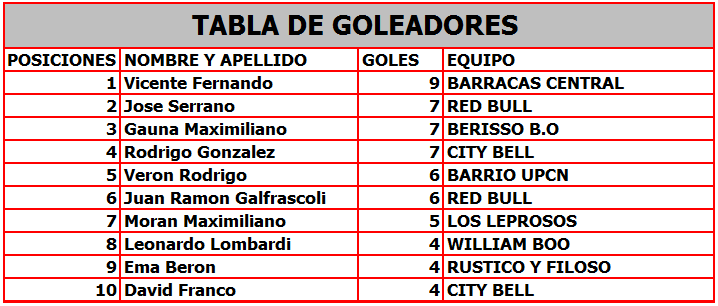 TABLA DE GOLEADORES
POSICIONES NOMBRE Y APELLIDO GOLES EQUIPO
1 Vicente Fernando 9 BARRACAS CENTRAL
2 Jose Serrano 7 RED BULL
3 Gauna Maximiliano 7 BERISSO B.O
4 Rodrigo Gonzalez 7 CITY BELL
5 Veron Rodrigo 6 BARRIO UPCN
6 Juan Ramon Galfrascoli 6 RED BULL
7 Moran Maximiliano 5 LOS LEPROSOS
8 Leonardo Lombardi 4 WILLIAM BOO
9 Ema Beron 4 RUSTICO Y FILOSO
10 David Franco 4 CITY BELL